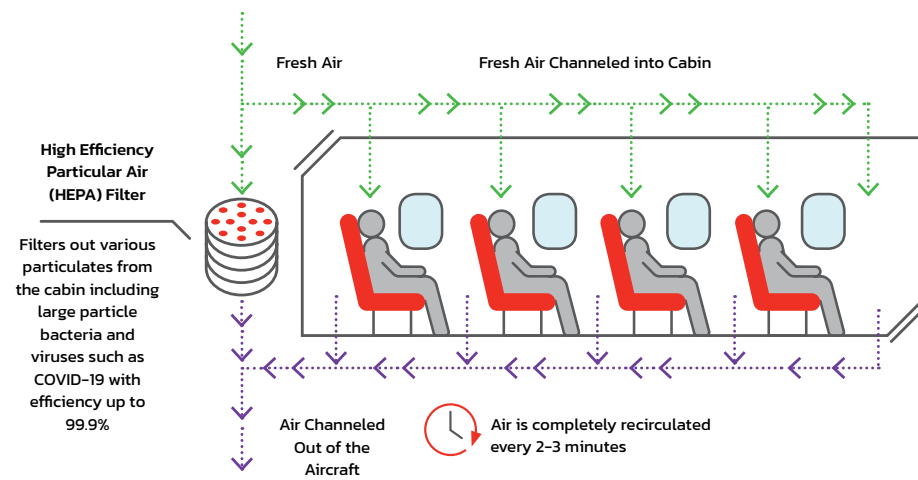 Fresh Air
Fresh Air Channeled into Cabin
High Efficiency
Particular Air
(HEPA) Filter
Filters out various
particulates from
the cabin including
large particle
bacteria and
viruses such as
COVID-19 with
efficiency up to
99.9%
Air Channeled
Out of the
Aircraft
Air is completely recirculated
every 2-3 minutes